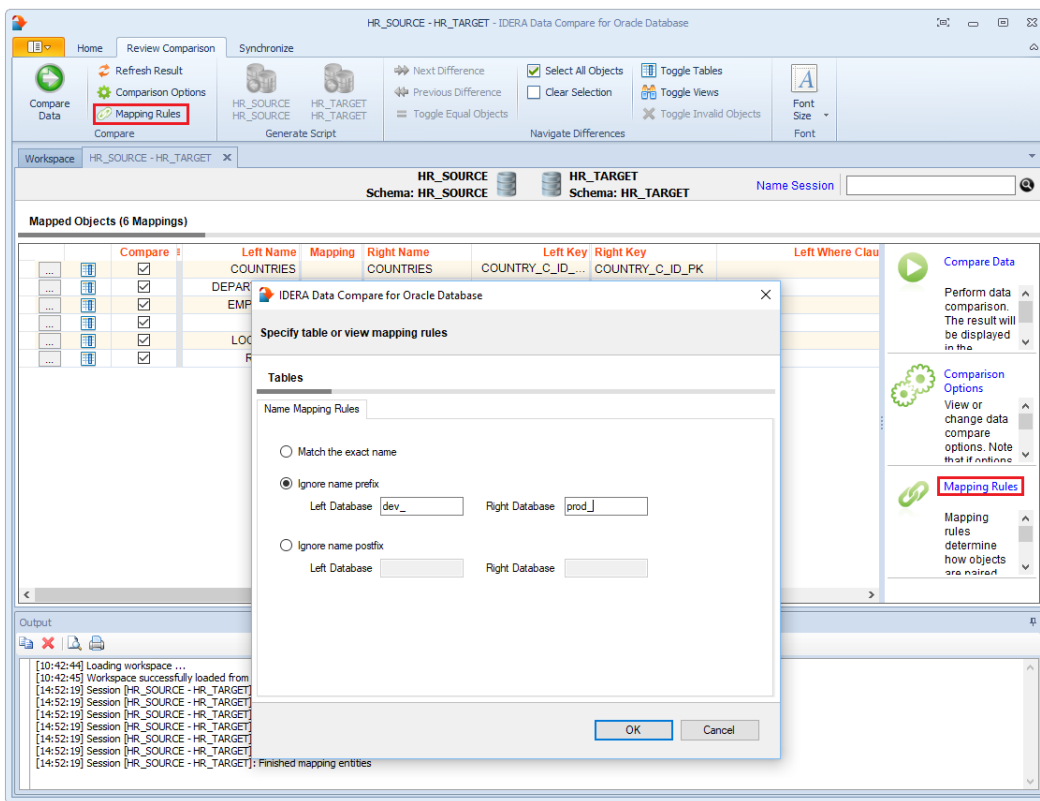 HR_SOURCE - HR_TARGET - IDERA Data Compare for Oracle Database
Home Review Comparison Synchronize
Compare Data
Refresh Result
Comparison Options
Mapping Rules
Compare
HR_SOURCE
HR_SOURCE
HR_TARGET
HR_TARGET
Generate Script
Next Difference
Previous Difference
Toggle Equal Objects
Select All Objects
Clear Selection
Toggle Tables
Toggle Views
Toggle Invalid Objects
Navigate Differences
A
Font
Size
Font
Workspace HR_SOURCE - HR_TARGET
HR_SOURCE
Schema: HR_SOURCE
HR_TARGET
Schema: HR_TARGET
Name Session
Mapped Objects (6 Mappings)
Compare Left Name Mapping Right Name Left Key Right Key Left Where Clau
... COUNTRIES COUNTRIES COUNTRY_C_ID_... COUNTRY_C_ID_PK
... DEPAR
... EMP
...
... LOC
... R
IDERA Data Compare for Oracle Database
Specify table or view mapping rules
Tables
Name Mapping Rules
Match the exact name
Ignore name prefix
Left Database dev_ Right Database prod_
Ignore name postfix
Left Database Right Database
OK Cancel
Compare Data
Perform data
comparison.
The result will
be displayed
in the
Comparison
Options
View or
change data
compare
options. Note
that if options
Mapping Rules
Mapping
rules
determine
how objects
are paired
Output
[10:42:44] Loading workspace ...
[10:42:45] Workspace successfully loaded from
[14:52:19] Session [HR_SOURCE - HR_TARGET]
[14:52:19] Session [HR_SOURCE - HR_TARGET]
[14:52:19] Session [HR_SOURCE - HR_TARGET]
[14:52:19] Session [HR_SOURCE - HR_TARGET]
[14:52:19] Session [HR_SOURCE - HR_TARGET]
[14:52:19] Session [HR_SOURCE - HR_TARGET]
[14:52:19] Session [HR_SOURCE - HR_TARGET]: Finished mapping entities